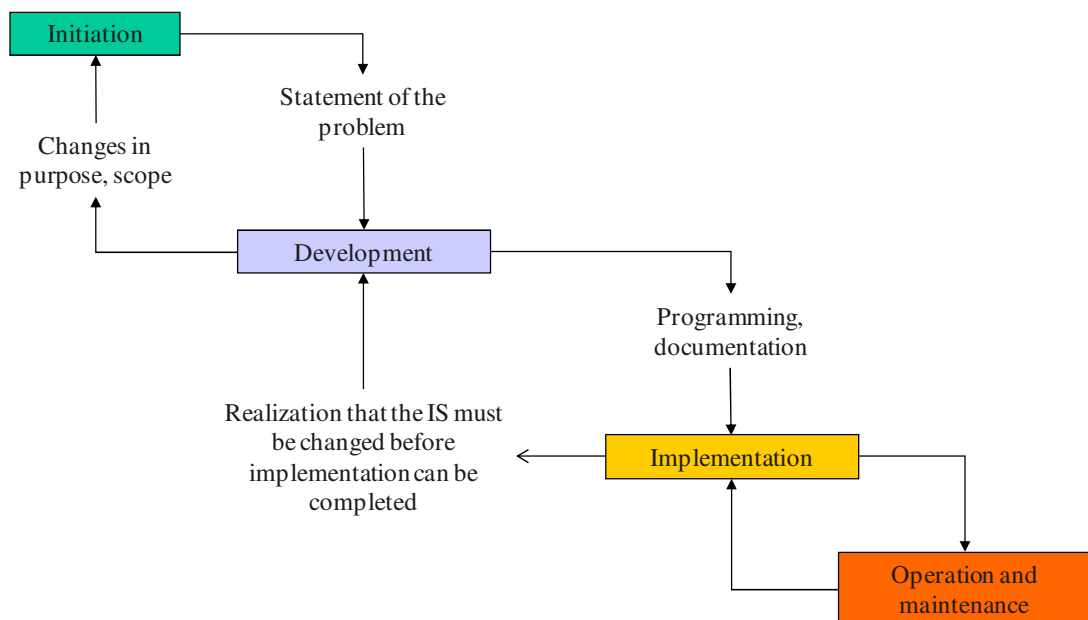 Initiation
Statement of the
problem
Changes in
purpose, scope
Development
Programming,
documentation
Realization that the IS must
be changed before
implementation can be
completed
Implementation
Operation and
maintenance